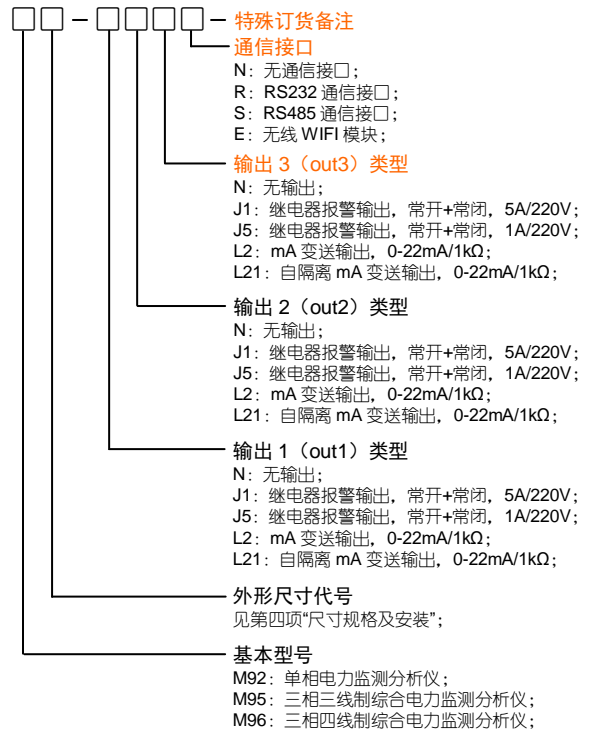 □□－□□□□－特殊订货备注
通信接口
N：无通信接口；
R：RS232 通信接口；
S：RS485 通信接口；
E：无线 WIFI 模块；
输出 3（out3）类型
N：无输出；
J1：继电器报警输出，常开+常闭，5A/220V；
J5：继电器报警输出，常开+常闭，1A/220V；
L2：mA 变送输出，0-22mA/1kΩ；
L21：自隔离 mA 变送输出，0-22mA/1kΩ；
输出 2（out2）类型
N：无输出；
J1：继电器报警输出，常开+常闭，5A/220V；
J5：继电器报警输出，常开+常闭，1A/220V；
L2：mA 变送输出，0-22mA/1kΩ；
L21：自隔离 mA 变送输出，0-22mA/1kΩ；
输出 1（out1）类型
N：无输出；
J1：继电器报警输出，常开+常闭，5A/220V；
J5：继电器报警输出，常开+常闭，1A/220V；
L2：mA 变送输出，0-22mA/1kΩ；
L21：自隔离 mA 变送输出，0-22mA/1kΩ；
外形尺寸代号
见第四项“尺寸规格及安装”；
基本型号
M92：单相电力监测分析仪；
M95：三相三线制综合电力监测分析仪；
M96：三相四线制综合电力监测分析仪；